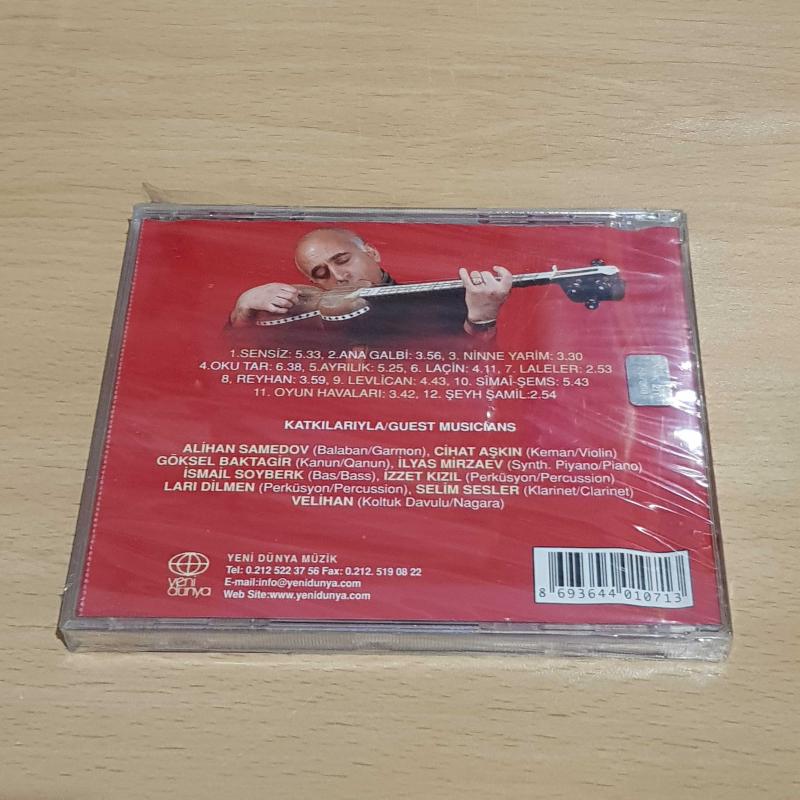 1.SENSİZ: 5.33, 2.ANA GALBİ: 3.56, 3. NİNNE YARİM: 3.30
4.OKU TAR: 6.38, 5.AYRILIK: 5.25, 6. LAÇİN: 4.11, 7. LALELER: 2.53
8, REYHAN: 3.59, 9. LEVLİCAN: 4.43, 10. SİMAİ-ŞEMS: 5.43
11. OYUN HAVALARI: 3.42, 12. ŞEYH ŞAMİL:2.54
KATKILARIYLA/GUEST MUSICIANS
ALİHAN SAMEDOV (Balaban/Garmon), CİHAT AŞKIN (Keman/Violin)
GÖKSEL BAKTAGİR (Kanun/Qanun), İLYAS MİRZAEV (Synth. Piyano/Piano)
İSMAİL SOYBERK (Bas/Bass), İZZET KIZIL (Perküsyon/Percussion)
LARI DİLMEN (Perküsyon/Percussion), SELİM SESLER (Klarinet/Clarinet)
VELİHAN (Koltuk Davulu/Nagara)
yeni dünya
YENİ DÜNYA MÜZİK
Tel: 0.212 522 37 56 Fax: 0.212. 519 08 22
E-mail:info@yenidunya.com
Web Site:www.yenidunya.com
8 693644 010713